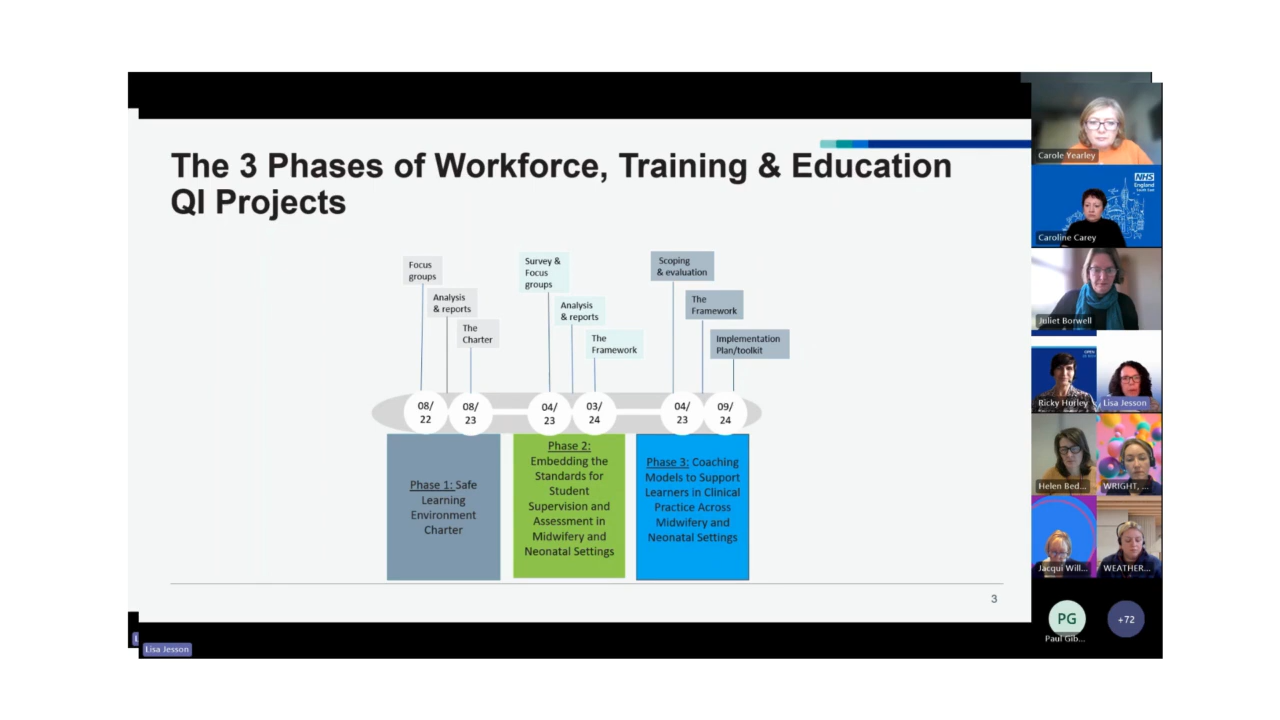 The 3 Phases of Workforce, Training & Education
QI Projects
Focus
groups
Analysis
& reports
The
Charter
Survey &
Focus
groups
Analysis
& reports
The
Framework
Scoping
& evaluation
The
Framework
Implementation
Plan/toolkit
08/
22
08/
23
04/
23
03/
24
04/
23
09/
24
Phase 1: Safe
Learning
Environment
Charter
Phase 2:
Embedding the
Standards for
Student
Supervision and
Assessment in
Midwifery and
Neonatal Settings
Phase 3: Coaching
Models to Support
Learners in Clinical
Practice Across
Midwifery and
Neonatal Settings
3
Lisa Jesson
Carole Yearley
NHS
England
Caroline Carey
Juliet Borwell
Ricky Hurley
Lisa Jesson
Helen Bed...
WRIGHT, ...
Jacqui Will...
WEATHER...
PG
Paul Gib...
+72